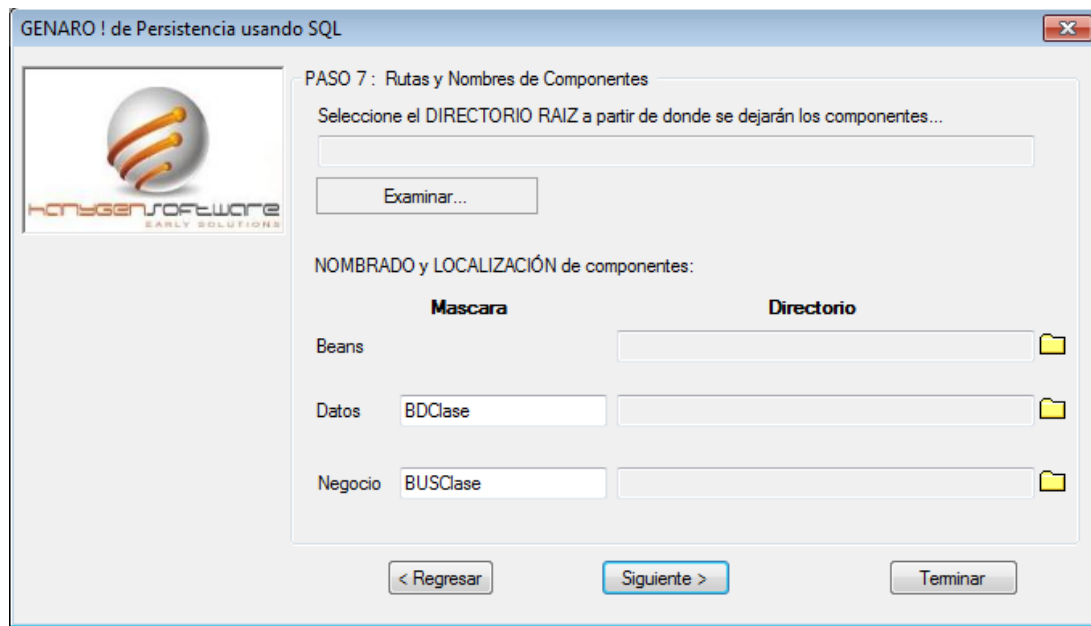 GENARO ! de Persistencia usando SQL
HANYGEN SOFTWARE
EARLY SOLUTIONS
PASO 7 : Rutas y Nombres de Componentes
Seleccione el DIRECTORIO RAIZ a partir de donde se dejarán los componentes...
Examinar...
NOMBRADO y LOCALIZACIÓN de componentes:
Mascara Directorio
Beans
Datos BDClase
Negocio BUSClase
< Regresar Siguiente > Terminar